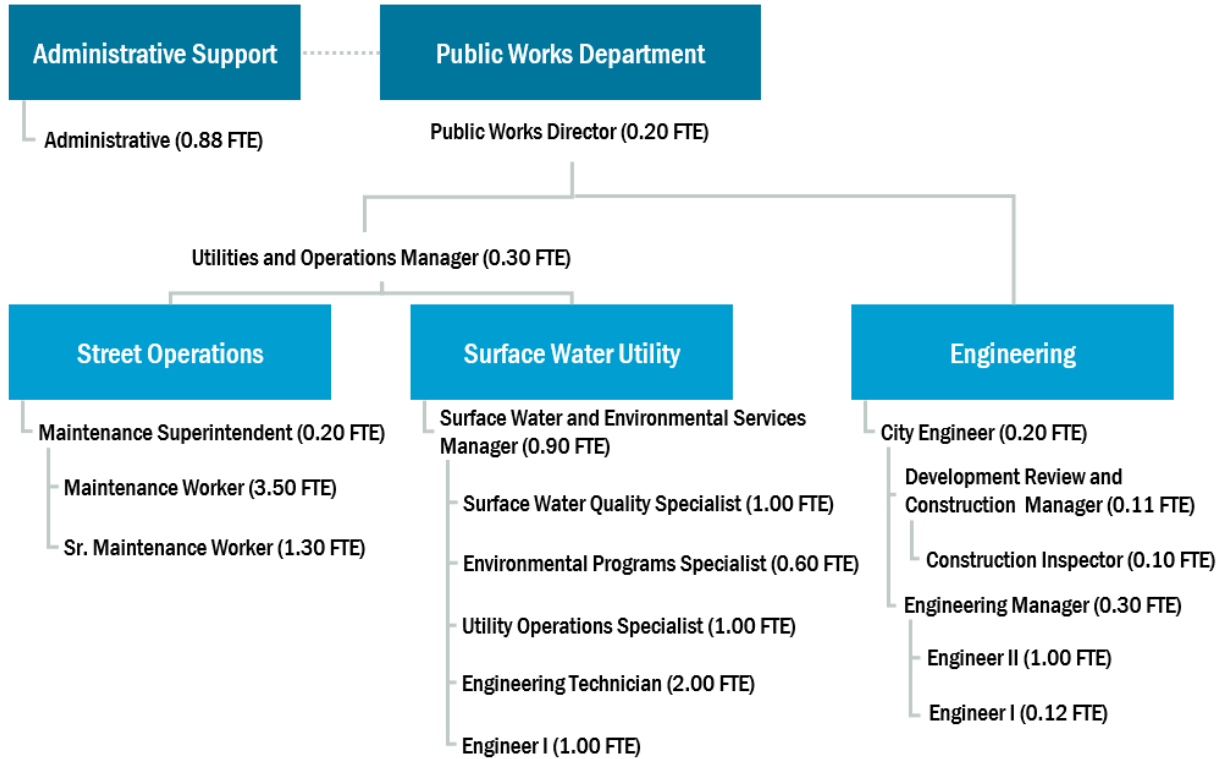 Administrative Support
Public Works Department
Administrative (0.88 FTE)
Public Works Director (0.20 FTE)
Utilities and Operations Manager (0.30 FTE)
Street Operations
Maintenance Superintendent (0.20 FTE)
Maintenance Worker (3.50 FTE)
Sr. Maintenance Worker (1.30 FTE)
Surface Water Utility
Surface Water and Environmental Services
Manager (0.90 FTE)
Surface Water Quality Specialist (1.00 FTE)
Environmental Programs Specialist (0.60 FTE)
Utility Operations Specialist (1.00 FTE)
Engineering Technician (2.00 FTE)
Engineer I (1.00 FTE)
Engineering
City Engineer (0.20 FTE)
Development Review and
Construction Manager (0.11 FTE)
Construction Inspector (0.10 FTE)
Engineering Manager (0.30 FTE)
Engineer II (1.00 FTE)
Engineer I (0.12 FTE)